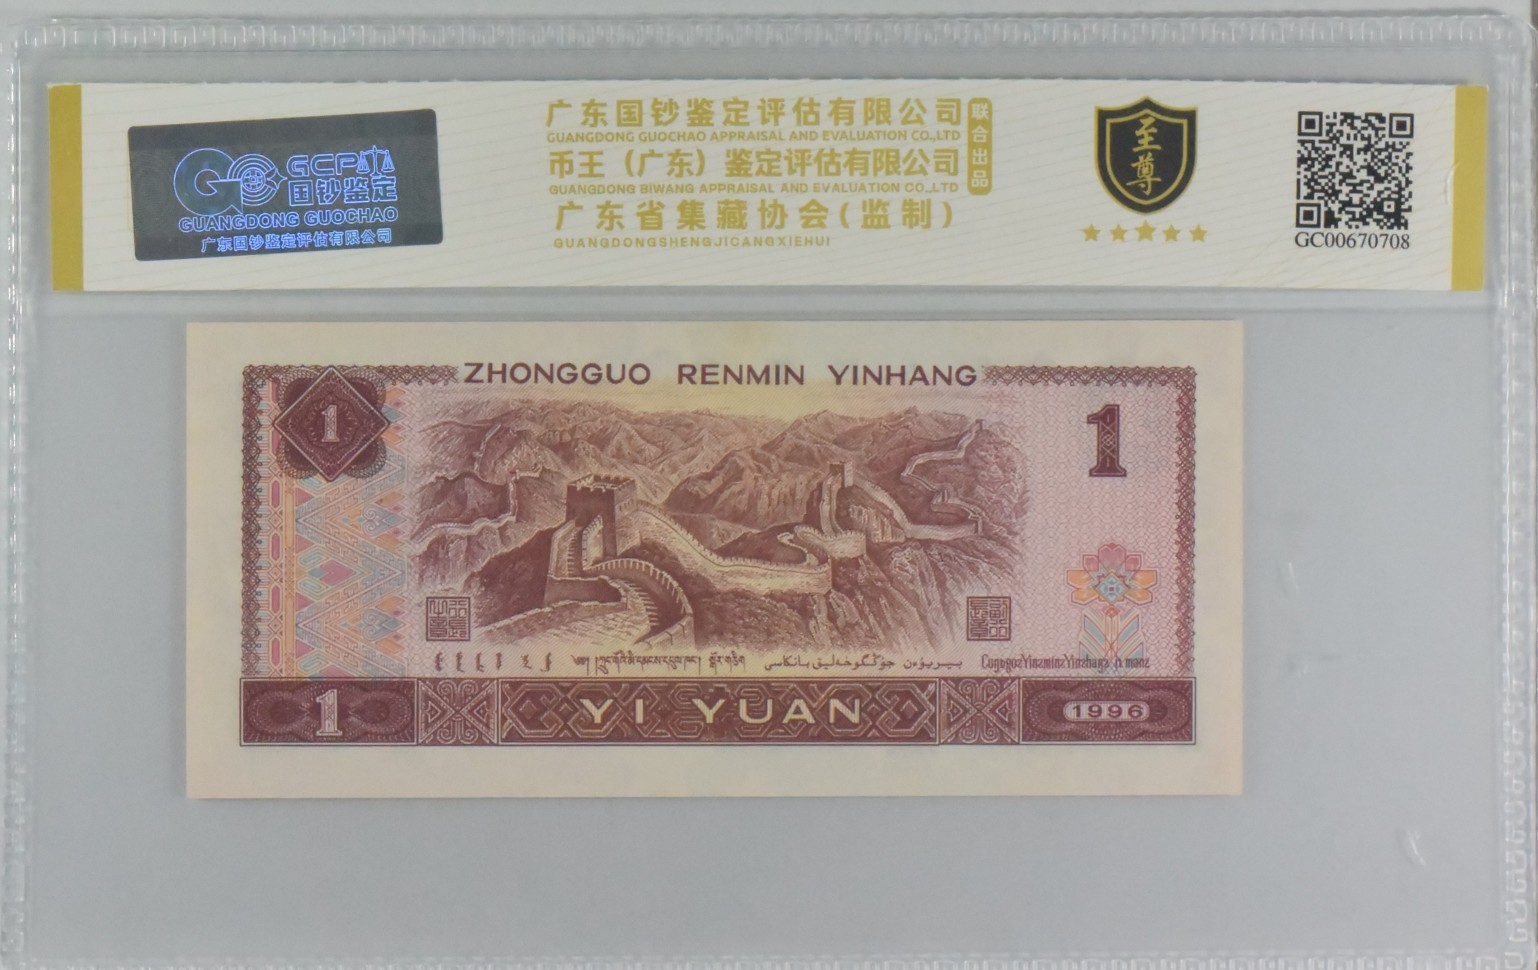 GCP
国钞鉴定
GUANGDONG GUOCHAO
广东国钞鉴定评估有限公司
广东国钞鉴定评估有限公司
GUANGDONG GUOCHAO APPRAISAL AND EVALUATION CO.,LTD
币王（广东）鉴定评估有限公司
GUANGDONG BIWANG APPRAISAL AND EVALUATION CO.,LTD
广东省集藏协会(监制)
GUANGDONGSHENGJICANGXIEHUI
联合出品
至尊
GC00670708
ZHONGGUO RENMIN YINHANG
1
1
1
YI YUAN
1996